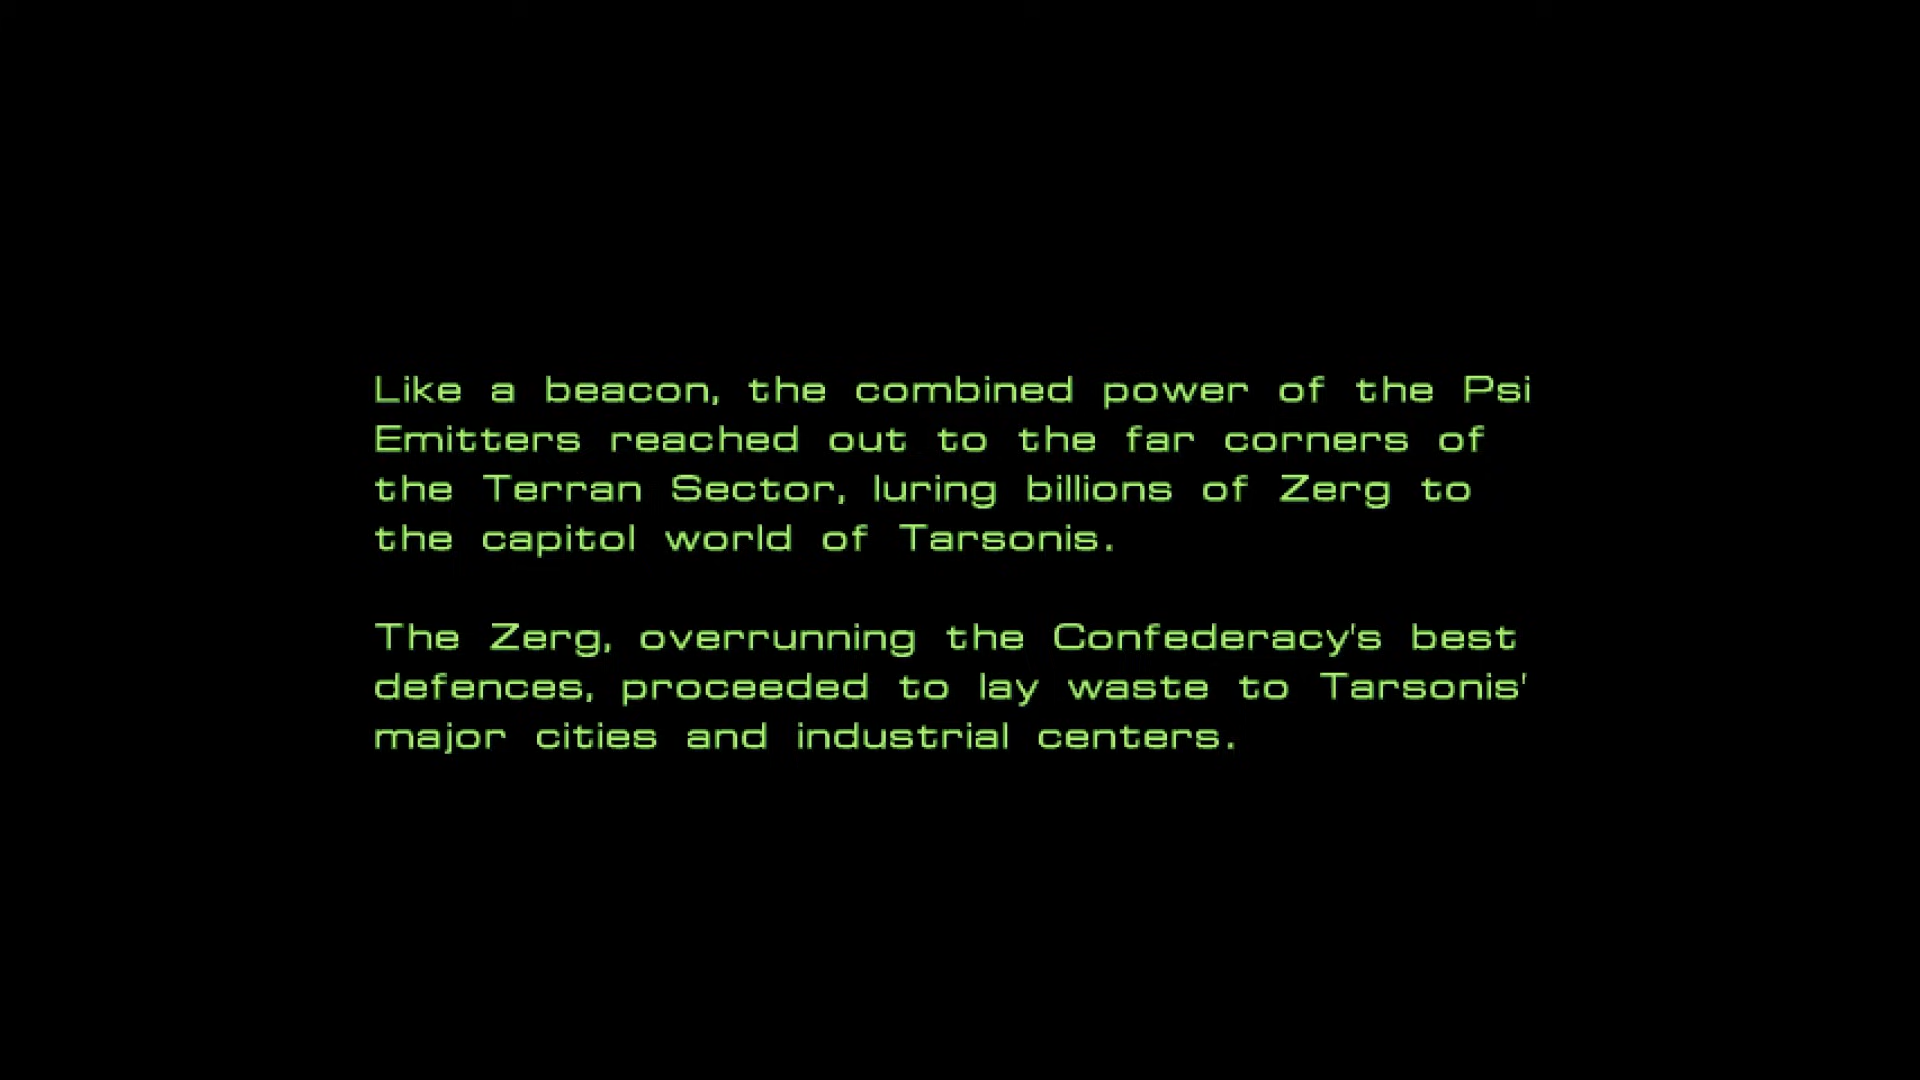 Like a beacon, the combined power of the Psi
Emitters reached out to the far corners of
the Terran Sector, luring billions of Zerg to
the capitol world of Tarsonis.
The Zerg, overrunning the Confederacy's best
defences, proceeded to lay waste to Tarsonis'
major cities and industrial centers.